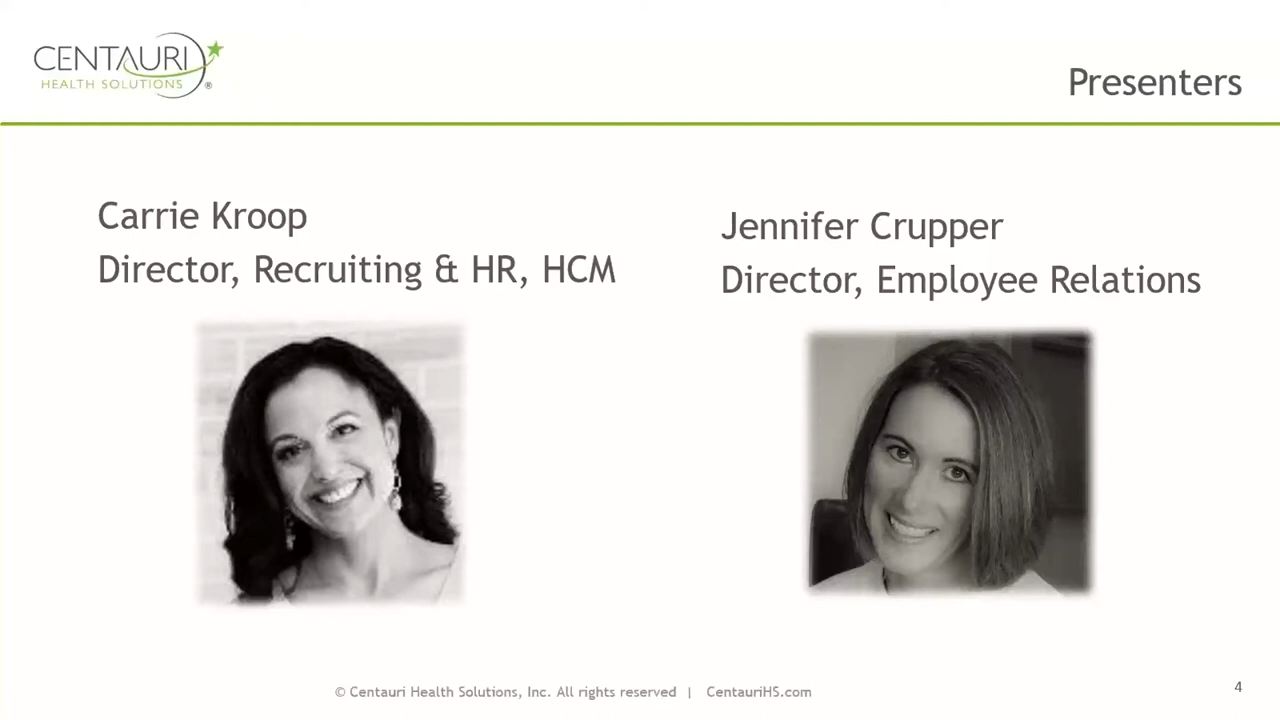 CENTAURI
HEALTH SOLUTIONS ®
Presenters
Carrie Kroop
Director, Recruiting & HR, HCM
Jennifer Crupper
Director, Employee Relations
© Centauri Health Solutions, Inc. All rights reserved | CentauriHS.com
4